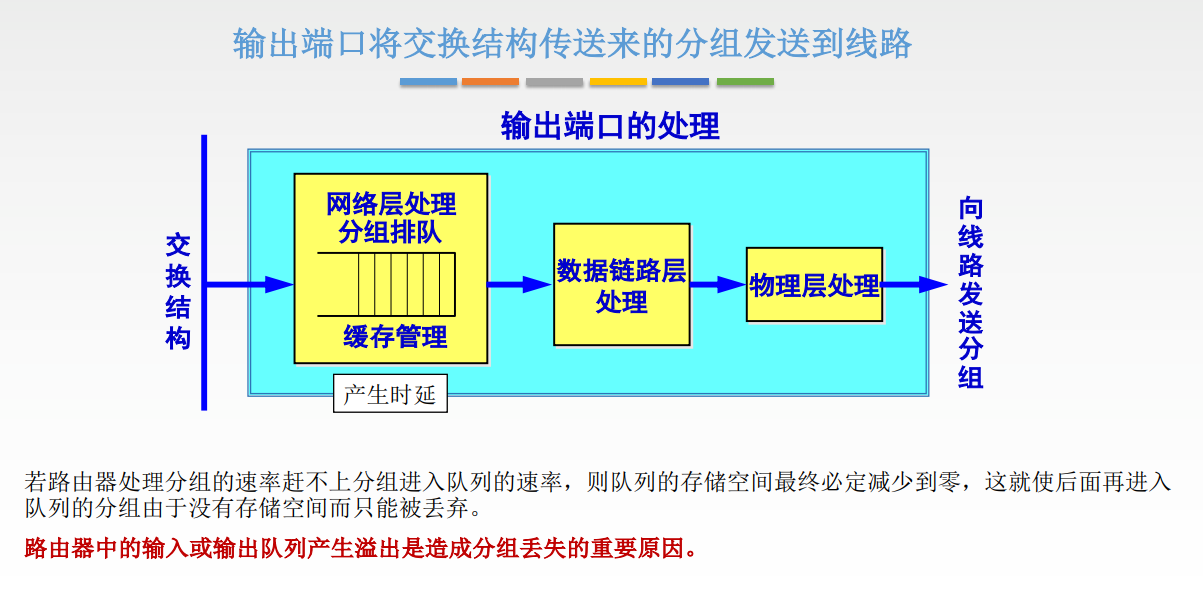 输出端口将交换结构传送来的分组发送到线路
输出端口的处理
交换结构
网络层处理
分组排队
缓存管理
产生时延
数据链路层
处理
物理层处理
向线路发送分组
若路由器处理分组的速率赶不上分组进入队列的速率，则队列的存储空间最终必定减少到零，这就使后面再进入
队列的分组由于没有存储空间而只能被丢弃。
路由器中的输入或输出队列产生溢出是造成分组丢失的重要原因。